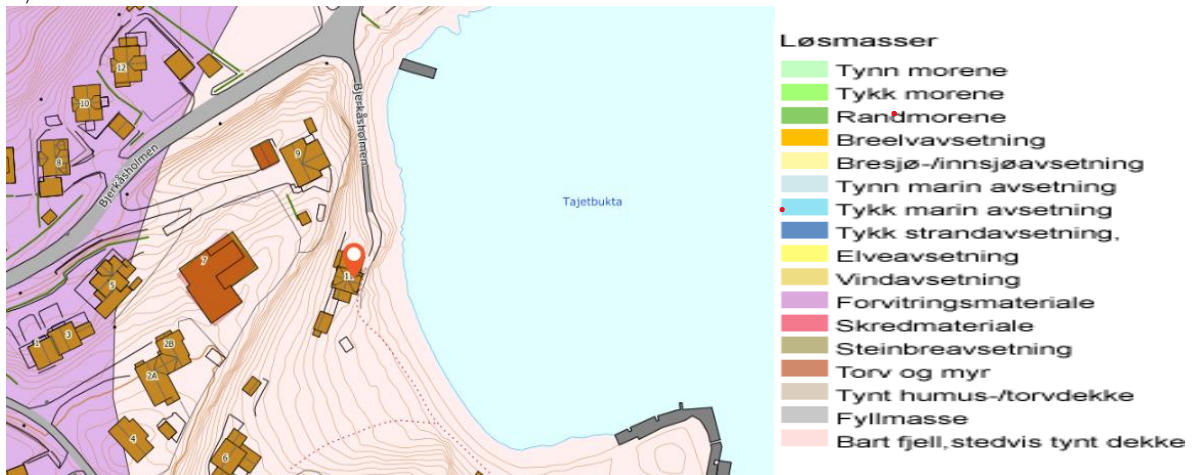 12
10
8
Bjerkåsholmen
Bjerkåsholmen
9
7
5
3
1
2B
2A
4
6
Tajetbukta
Løsmasser
Tynn morene
Tykk morene
Randmorene
Breelvavsetning
Bresjø-/innsjøavsetning
Tynn marin avsetning
Tykk marin avsetning
Tykk strandavsetning,
Elveavsetning
Vindavsetning
Forvitringsmateriale
Skredmateriale
Steinbreavsetning
Torv og myr
Tynt humus-/torvdekke
Fyllmasse
Bart fjell,stedvis tynt dekke